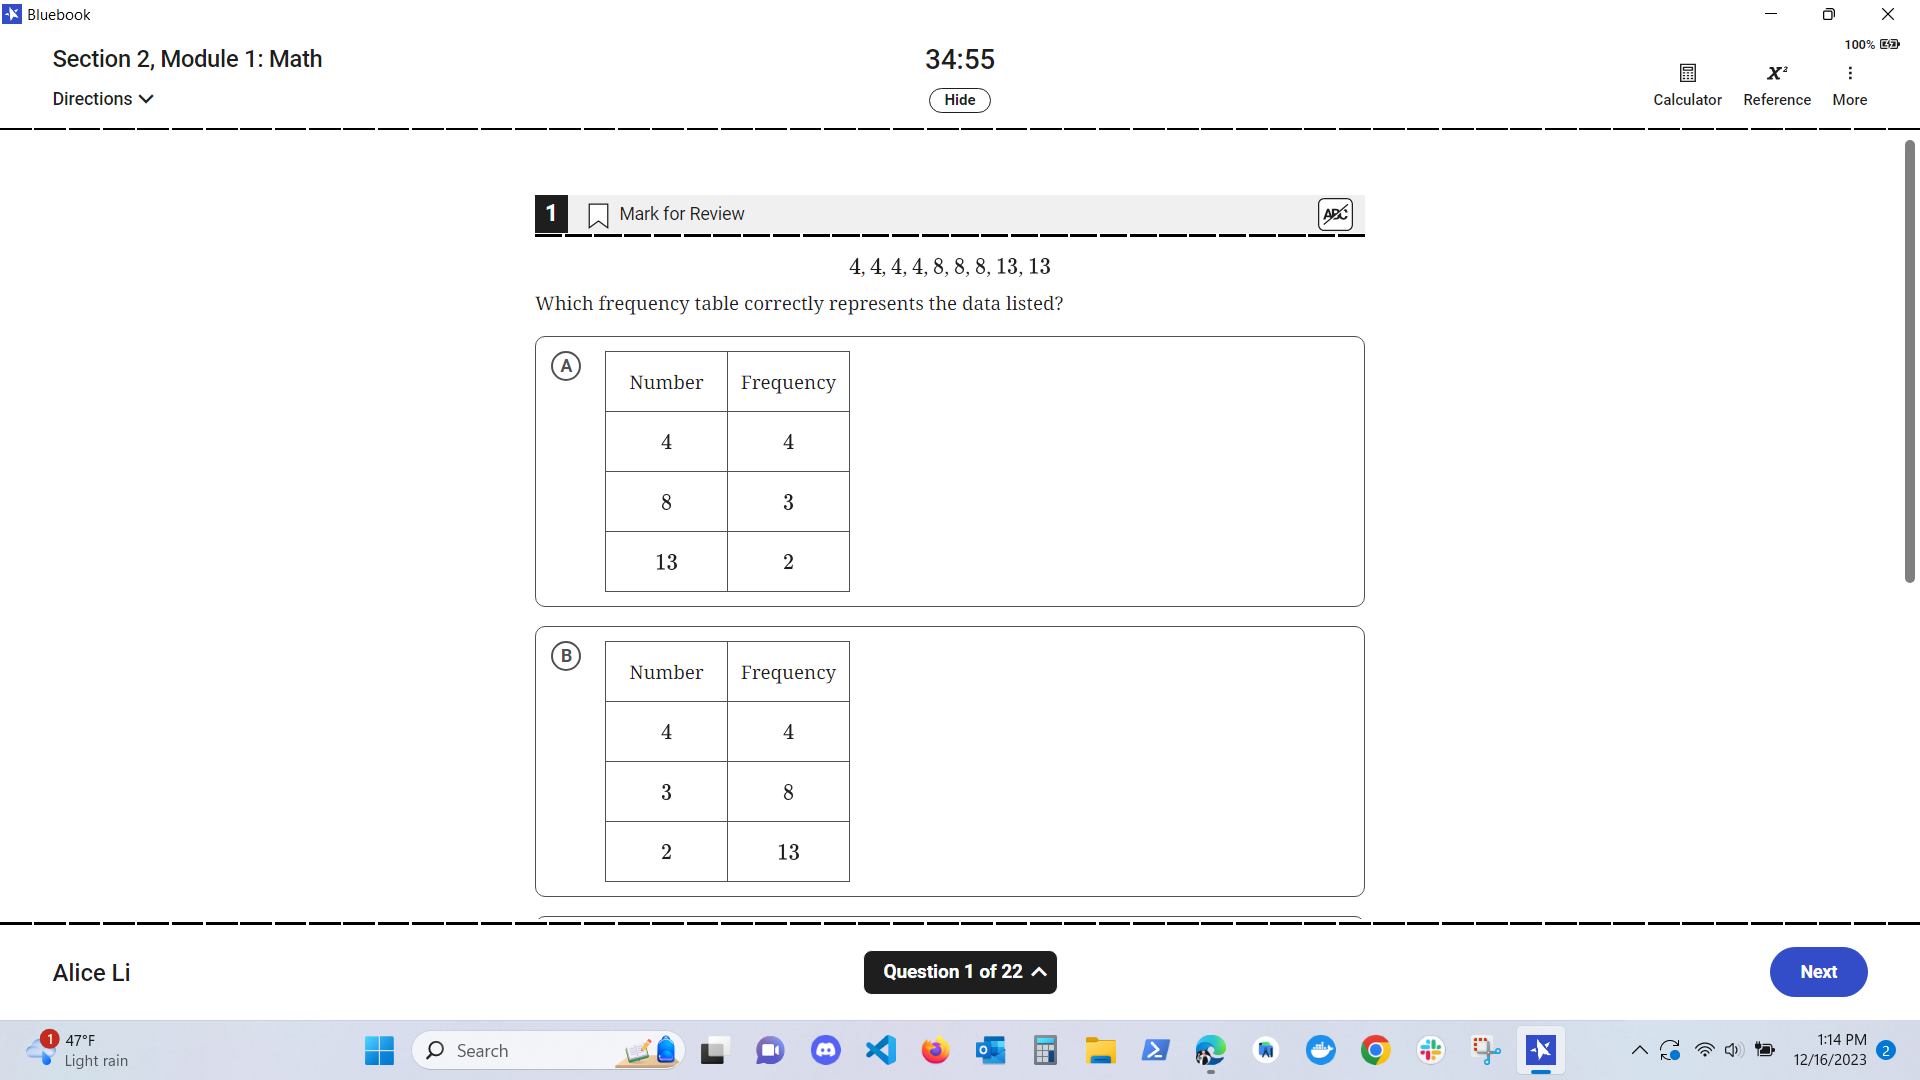 Bluebook
Section 2, Module 1: Math
Directions
34:55
Hide
100%
Calculator
x²
Reference
More
1
Mark for Review
ABC
4, 4, 4, 4, 8, 8, 8, 13, 13
Which frequency table correctly represents the data listed?
A
Number Frequency
4 4
8 3
13 2
B
Number Frequency
4 4
3 8
2 13
Alice Li
Question 1 of 22
Next
1
47°F
Light rain
Search
1:14 PM
12/16/2023
2